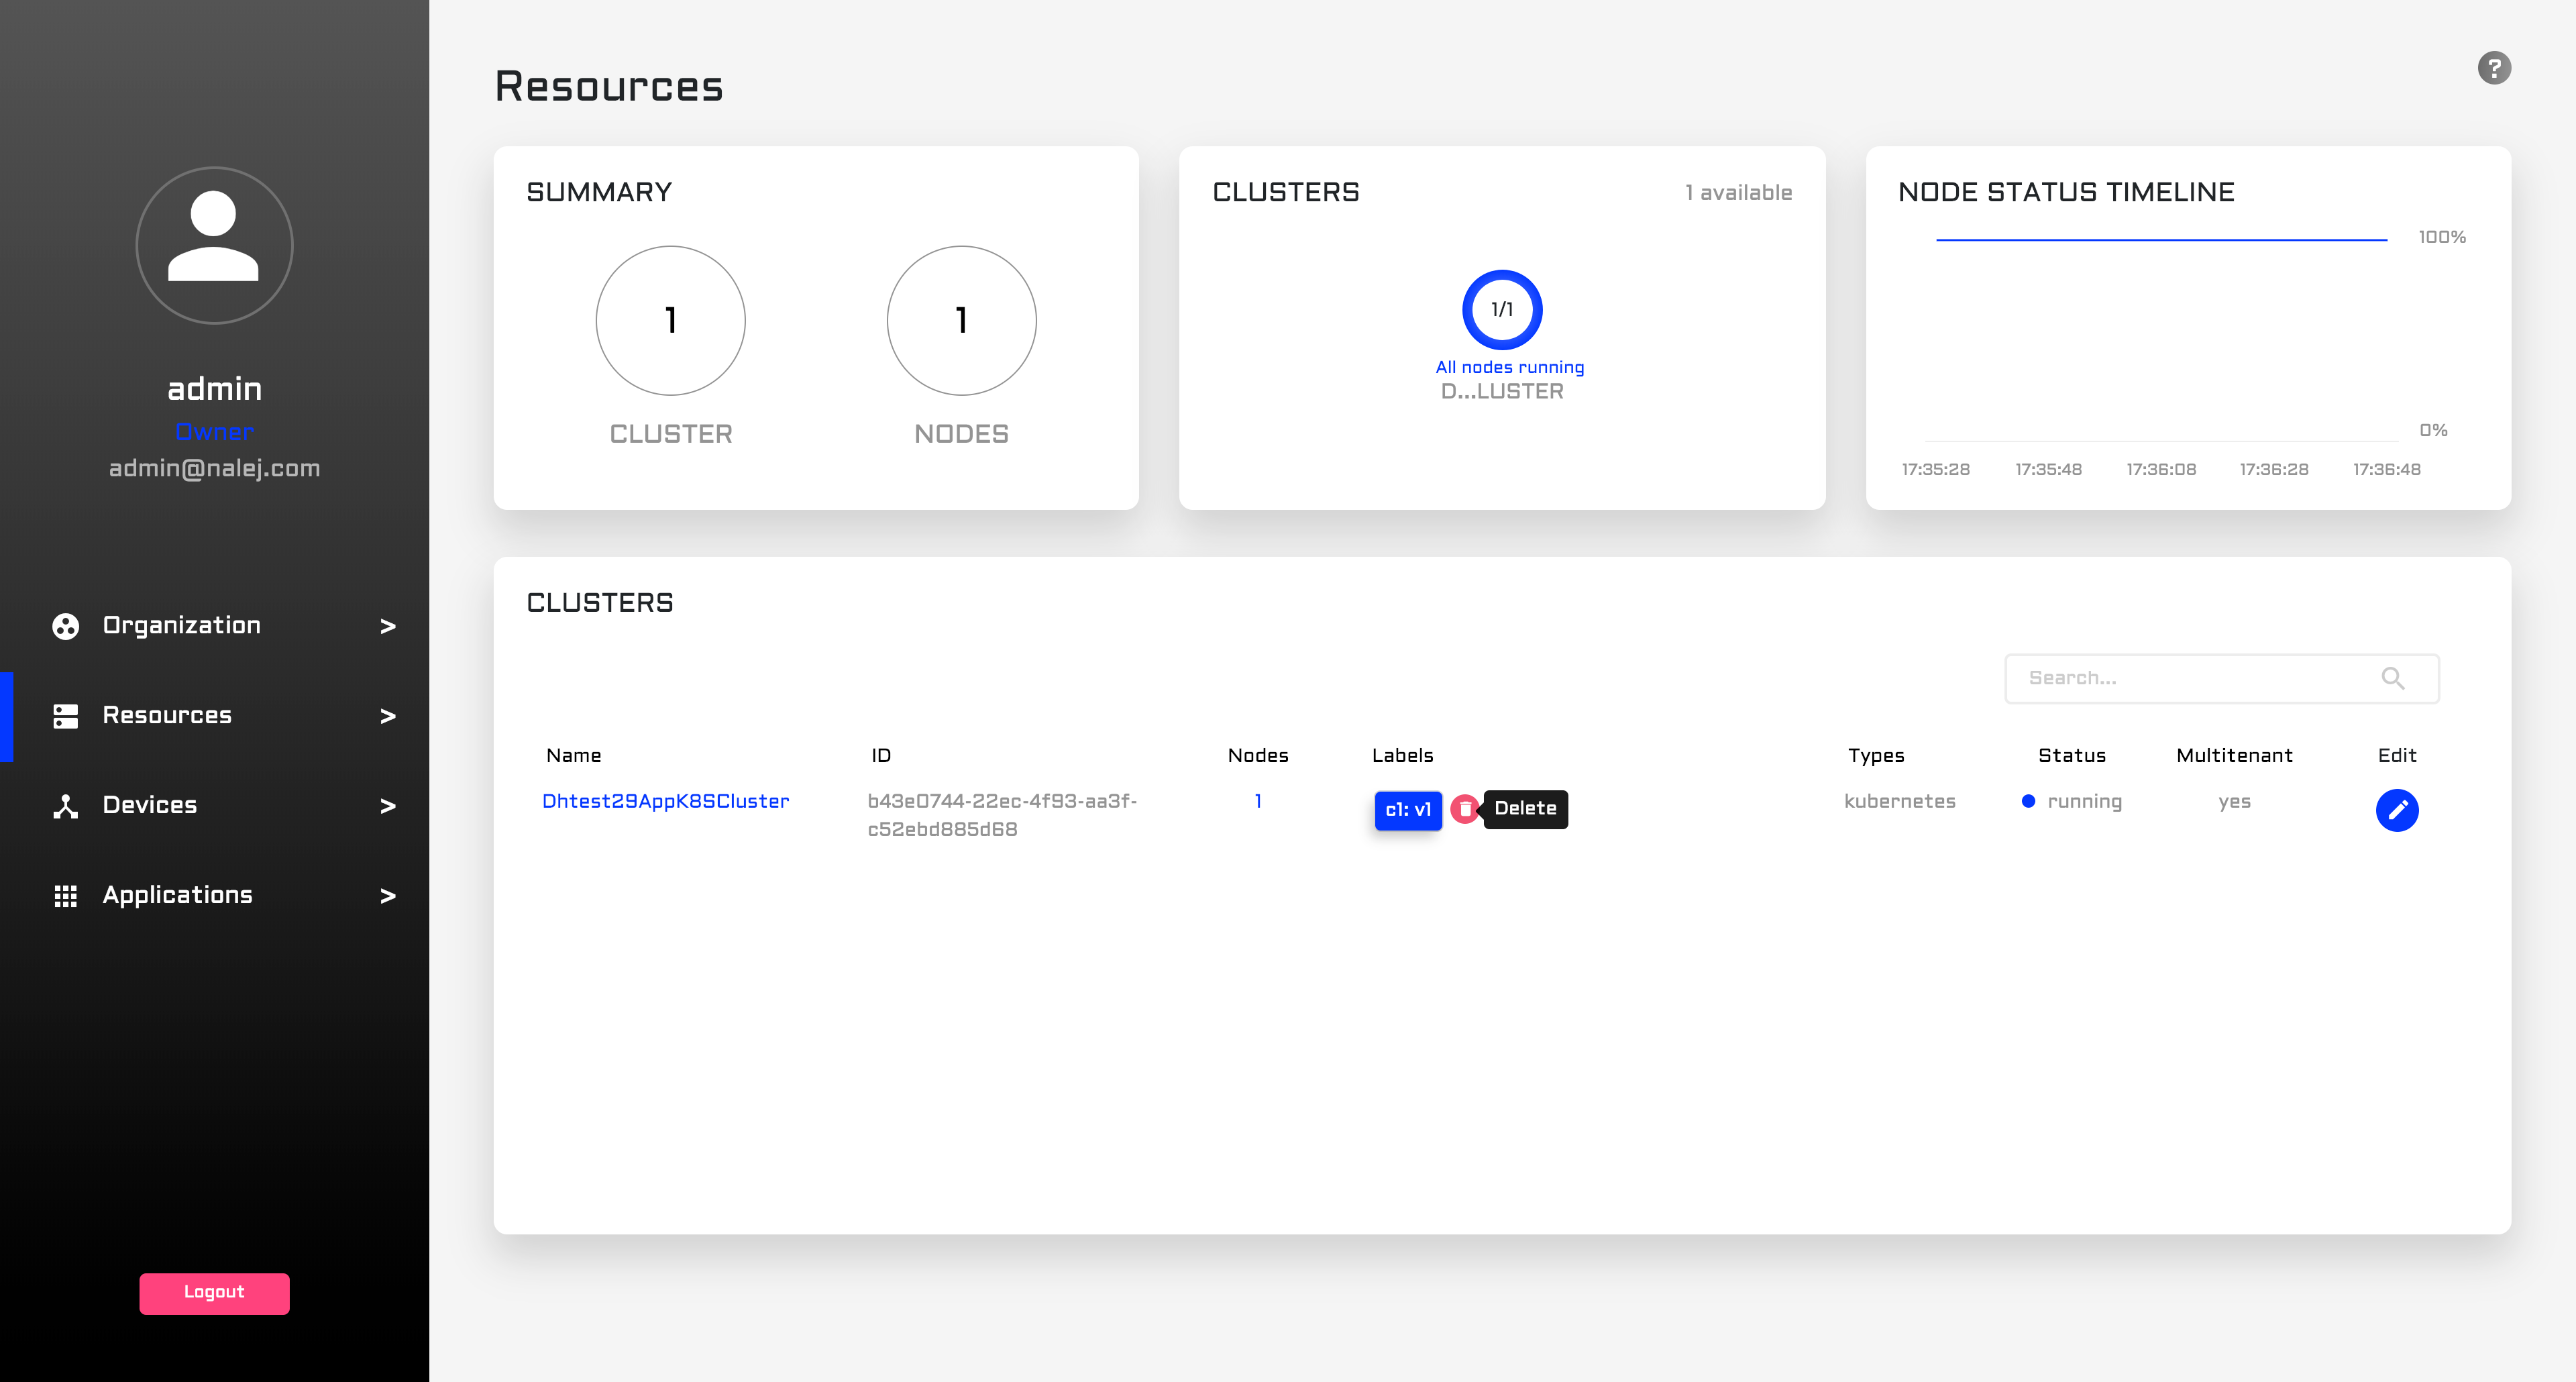 admin
Owner
admin@nalej.com
Organization >
Resources >
Devices >
Applications >
Logout
Resources
?
SUMMARY
1
CLUSTER
1
NODES
CLUSTERS
1 available
1/1
All nodes running
D...LUSTER
NODE STATUS TIMELINE
100%
0%
17:35:28 17:35:48 17:36:08 17:36:28 17:36:48
CLUSTERS
Search...
Name ID Nodes Labels Types Status Multitenant Edit
Dhtest29AppK8SCluster b43e0744-22ec-4f93-aa3f- 1 c1: v1 Delete kubernetes running yes
c52ebd885d68